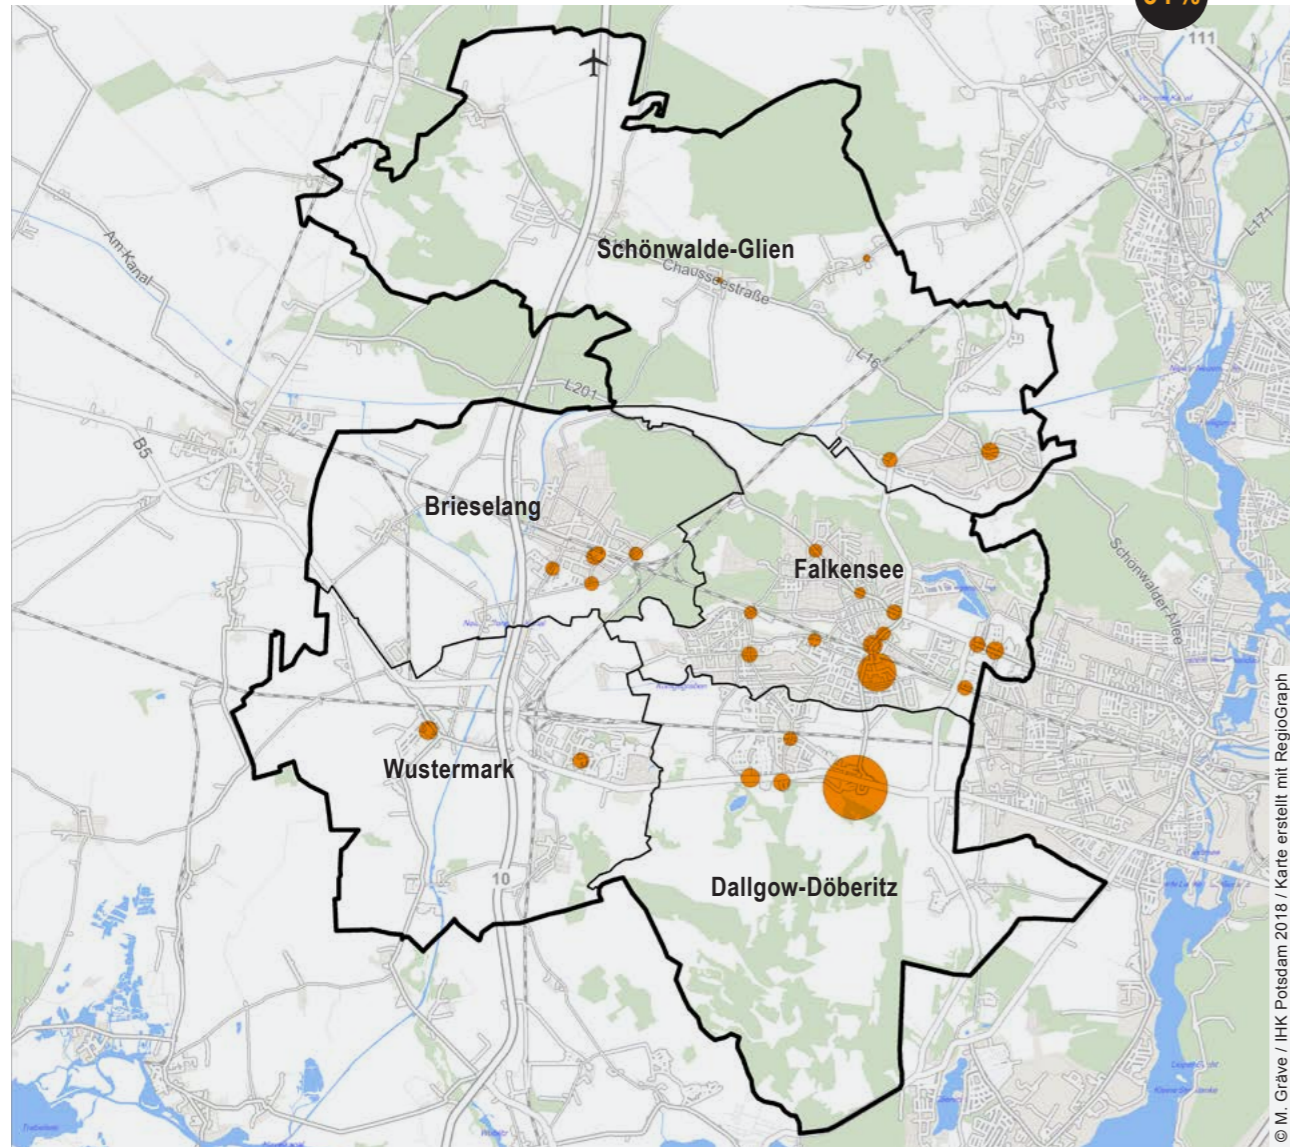 111
L171
Am-Kanal
Schönwalde-Glien
Chausseestraße
L16
L201
B5
Brieselang
Falkensee
Schönwalder Allee
Wustermark
10
Dallgow-Döberitz
© M. Gräve / IHK Potsdam 2018 / Karte erstellt mit RegioGraph